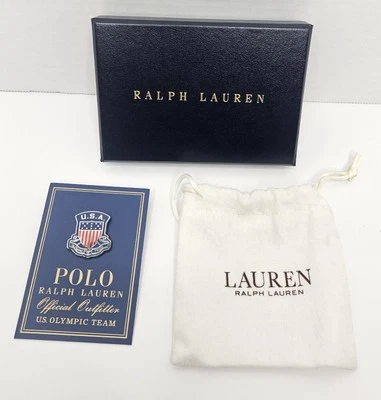 RALPH LAUREN
U.S.A
POLO
RALPH LAUREN
Official Outfitter
US OLYMPIC TEAM
LAUREN
RALPH LAUREN